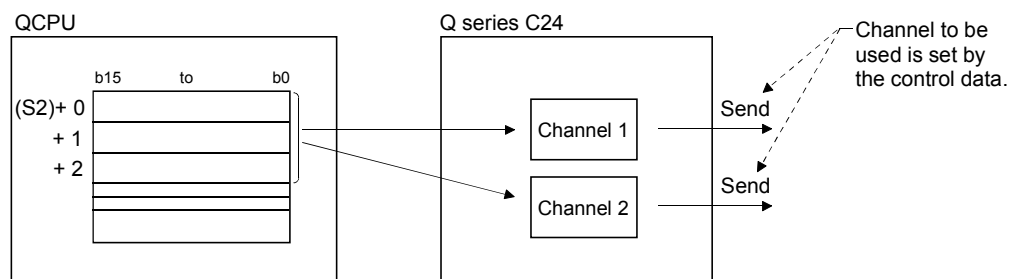 QCPU
Q series C24
Channel to be
used is set by
the control data.
b15 to b0
(S2)+ 0
+ 1
+ 2
Channel 1
Send
Channel 2
Send